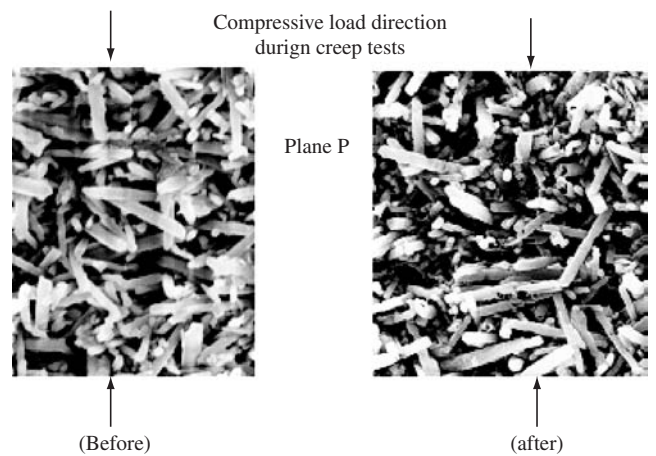 Compressive load direction
durign creep tests
Plane P
(Before)
(after)